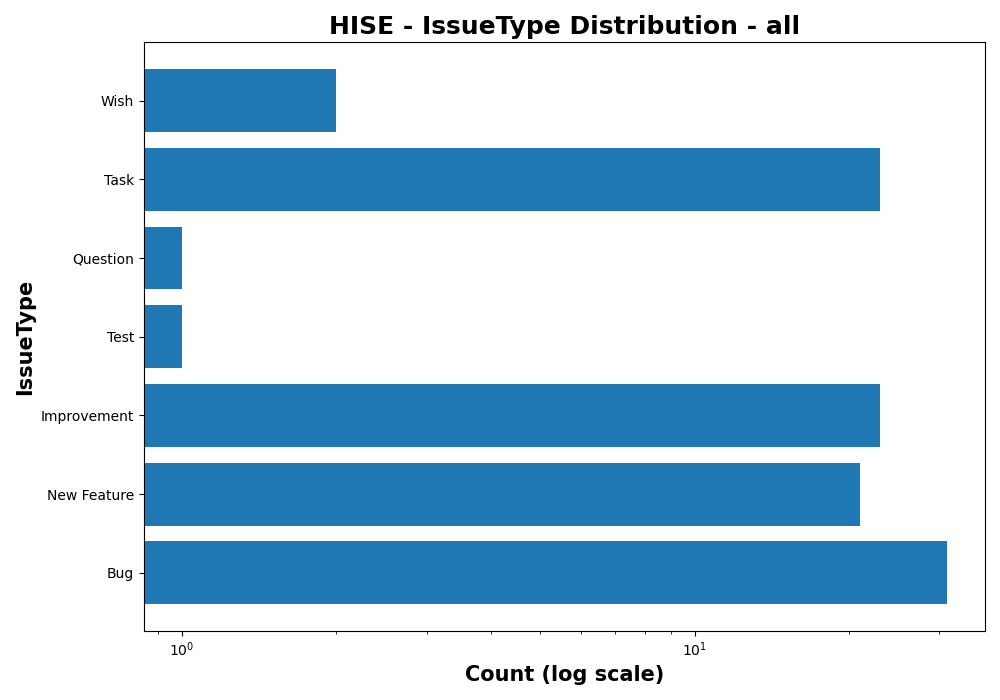 HISE - IssueType Distribution - all
IssueType
Wish
Task
Question
Test
Improvement
New Feature
Bug
10⁰
10¹
Count (log scale)